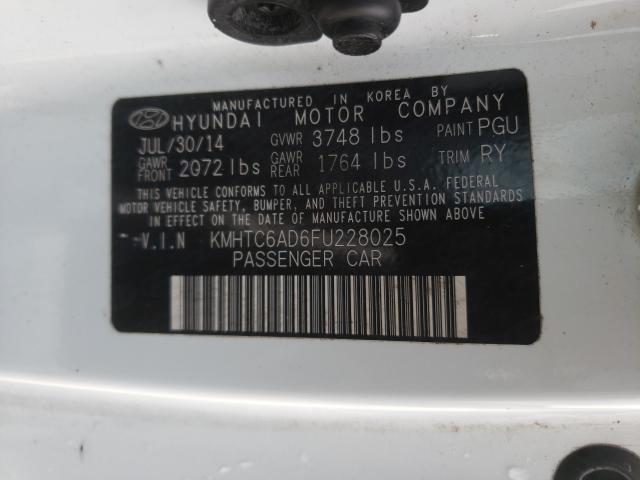 MANUFACTURED IN KOREA BY
HYUNDAI MOTOR COMPANY
JUL/30/14 GVWR 3748 lbs PAINT PGU
GAWR FRONT 2072 lbs GAWR REAR 1764 lbs TRIM RY
THIS VEHICLE CONFORMS TO ALL APPLICABLE U.S.A. FEDERAL
MOTOR VEHICLE SAFETY, BUMPER, AND THEFT PREVENTION STANDARDS
IN EFFECT ON THE DATE OF MANUFACTURE SHOWN ABOVE.
V.I.N KMHTC6AD6FU228025
PASSENGER CAR